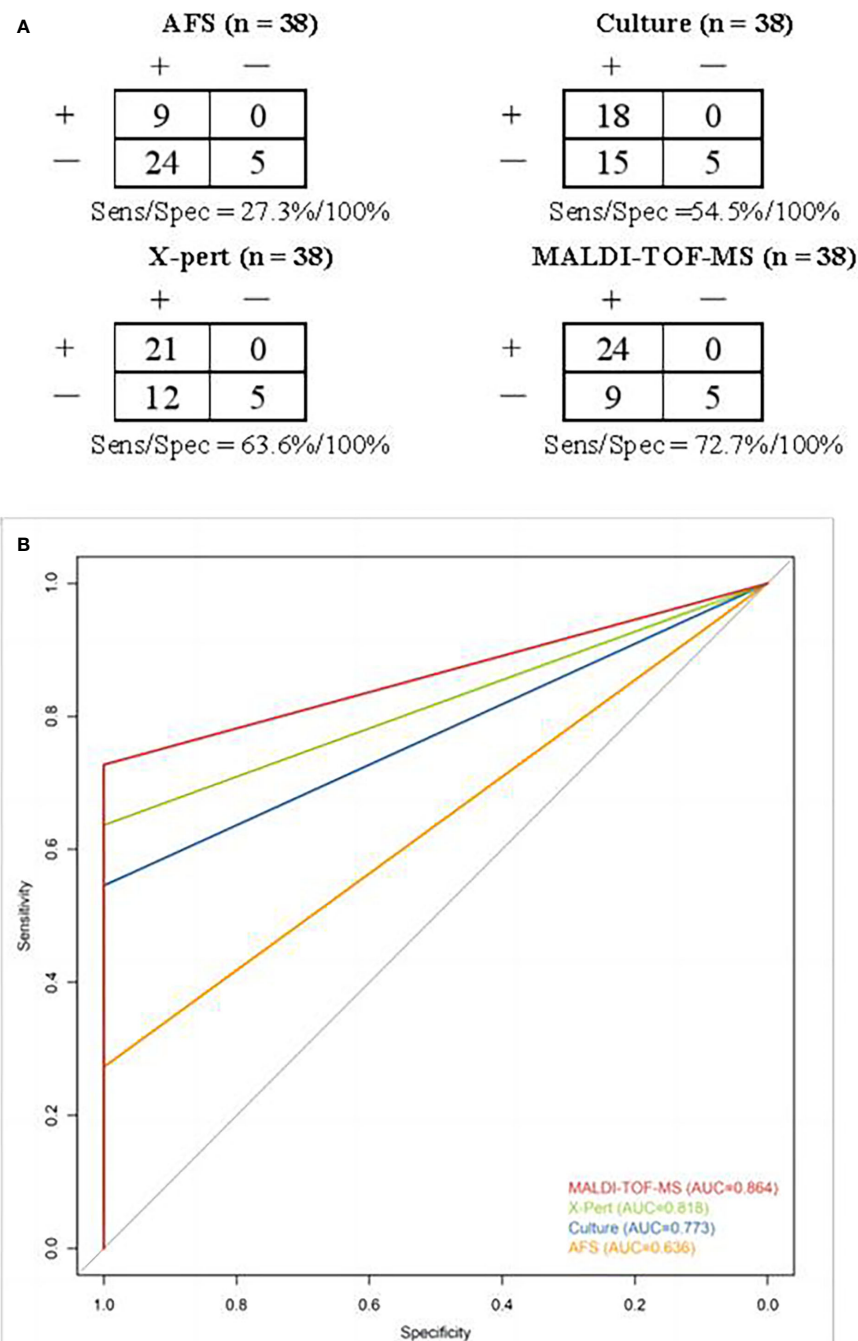 A
AFS (n = 38)
+ —
+ 9 0
— 24 5
Sens/Spec = 27.3%/100%
Culture (n = 38)
+ —
+ 18 0
— 15 5
Sens/Spec =54.5%/100%
X-pert (n = 38)
+ —
+ 21 0
— 12 5
Sens/Spec = 63.6%/100%
MALDI-TOF-MS (n = 38)
+ —
+ 24 0
— 9 5
Sens/Spec = 72.7%/100%
B
Sensitivity
1.0
0.8
0.6
0.4
0.2
0.0
MALDI-TOF-MS (AUC=0.864)
X-Pert (AUC=0.818)
Culture (AUC=0.773)
AFS (AUC=0.636)
1.0 0.8 0.6 0.4 0.2 0.0
Specificity